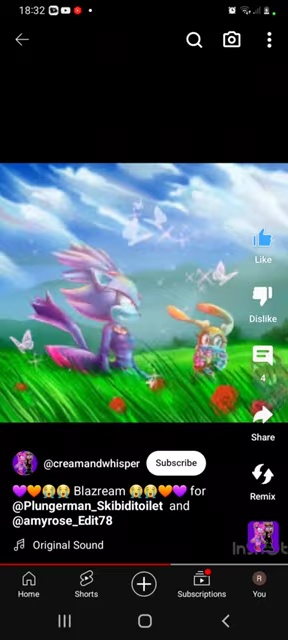 18:32
Like
Dislike
4
Share
@creamandwhisper
Subscribe
💜🧡😭😭 Blazream 😭😭🧡💜 for
@Plungerman_Skibiditoilet and
@amyrose_Edit78
Remix
Original Sound
Home
Shorts
Subscriptions
R
You